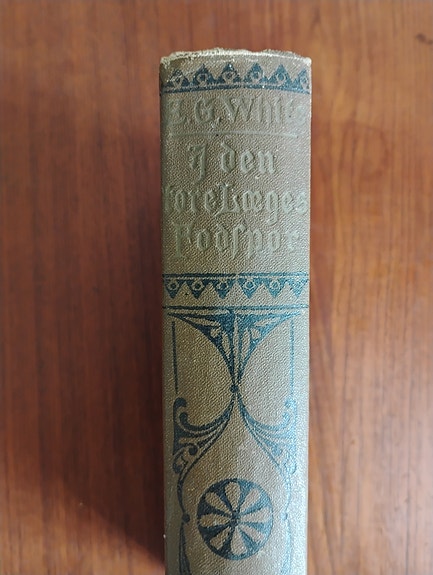 E.G. White
I den
store Læges
Fodspor